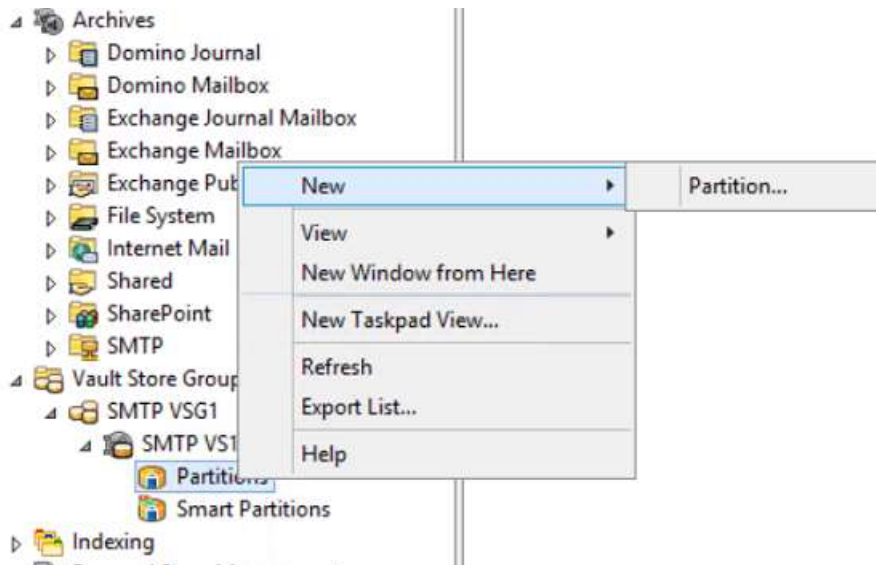 Archives
Domino Journal
Domino Mailbox
Exchange Journal Mailbox
Exchange Mailbox
Exchange Pub
File System
Internet Mail
Shared
SharePoint
SMTP
Vault Store Group
SMTP VSG1
SMTP VS1
Partitions
Smart Partitions
Indexing
New
View
New Window from Here
New Taskpad View...
Refresh
Export List...
Help
Partition...